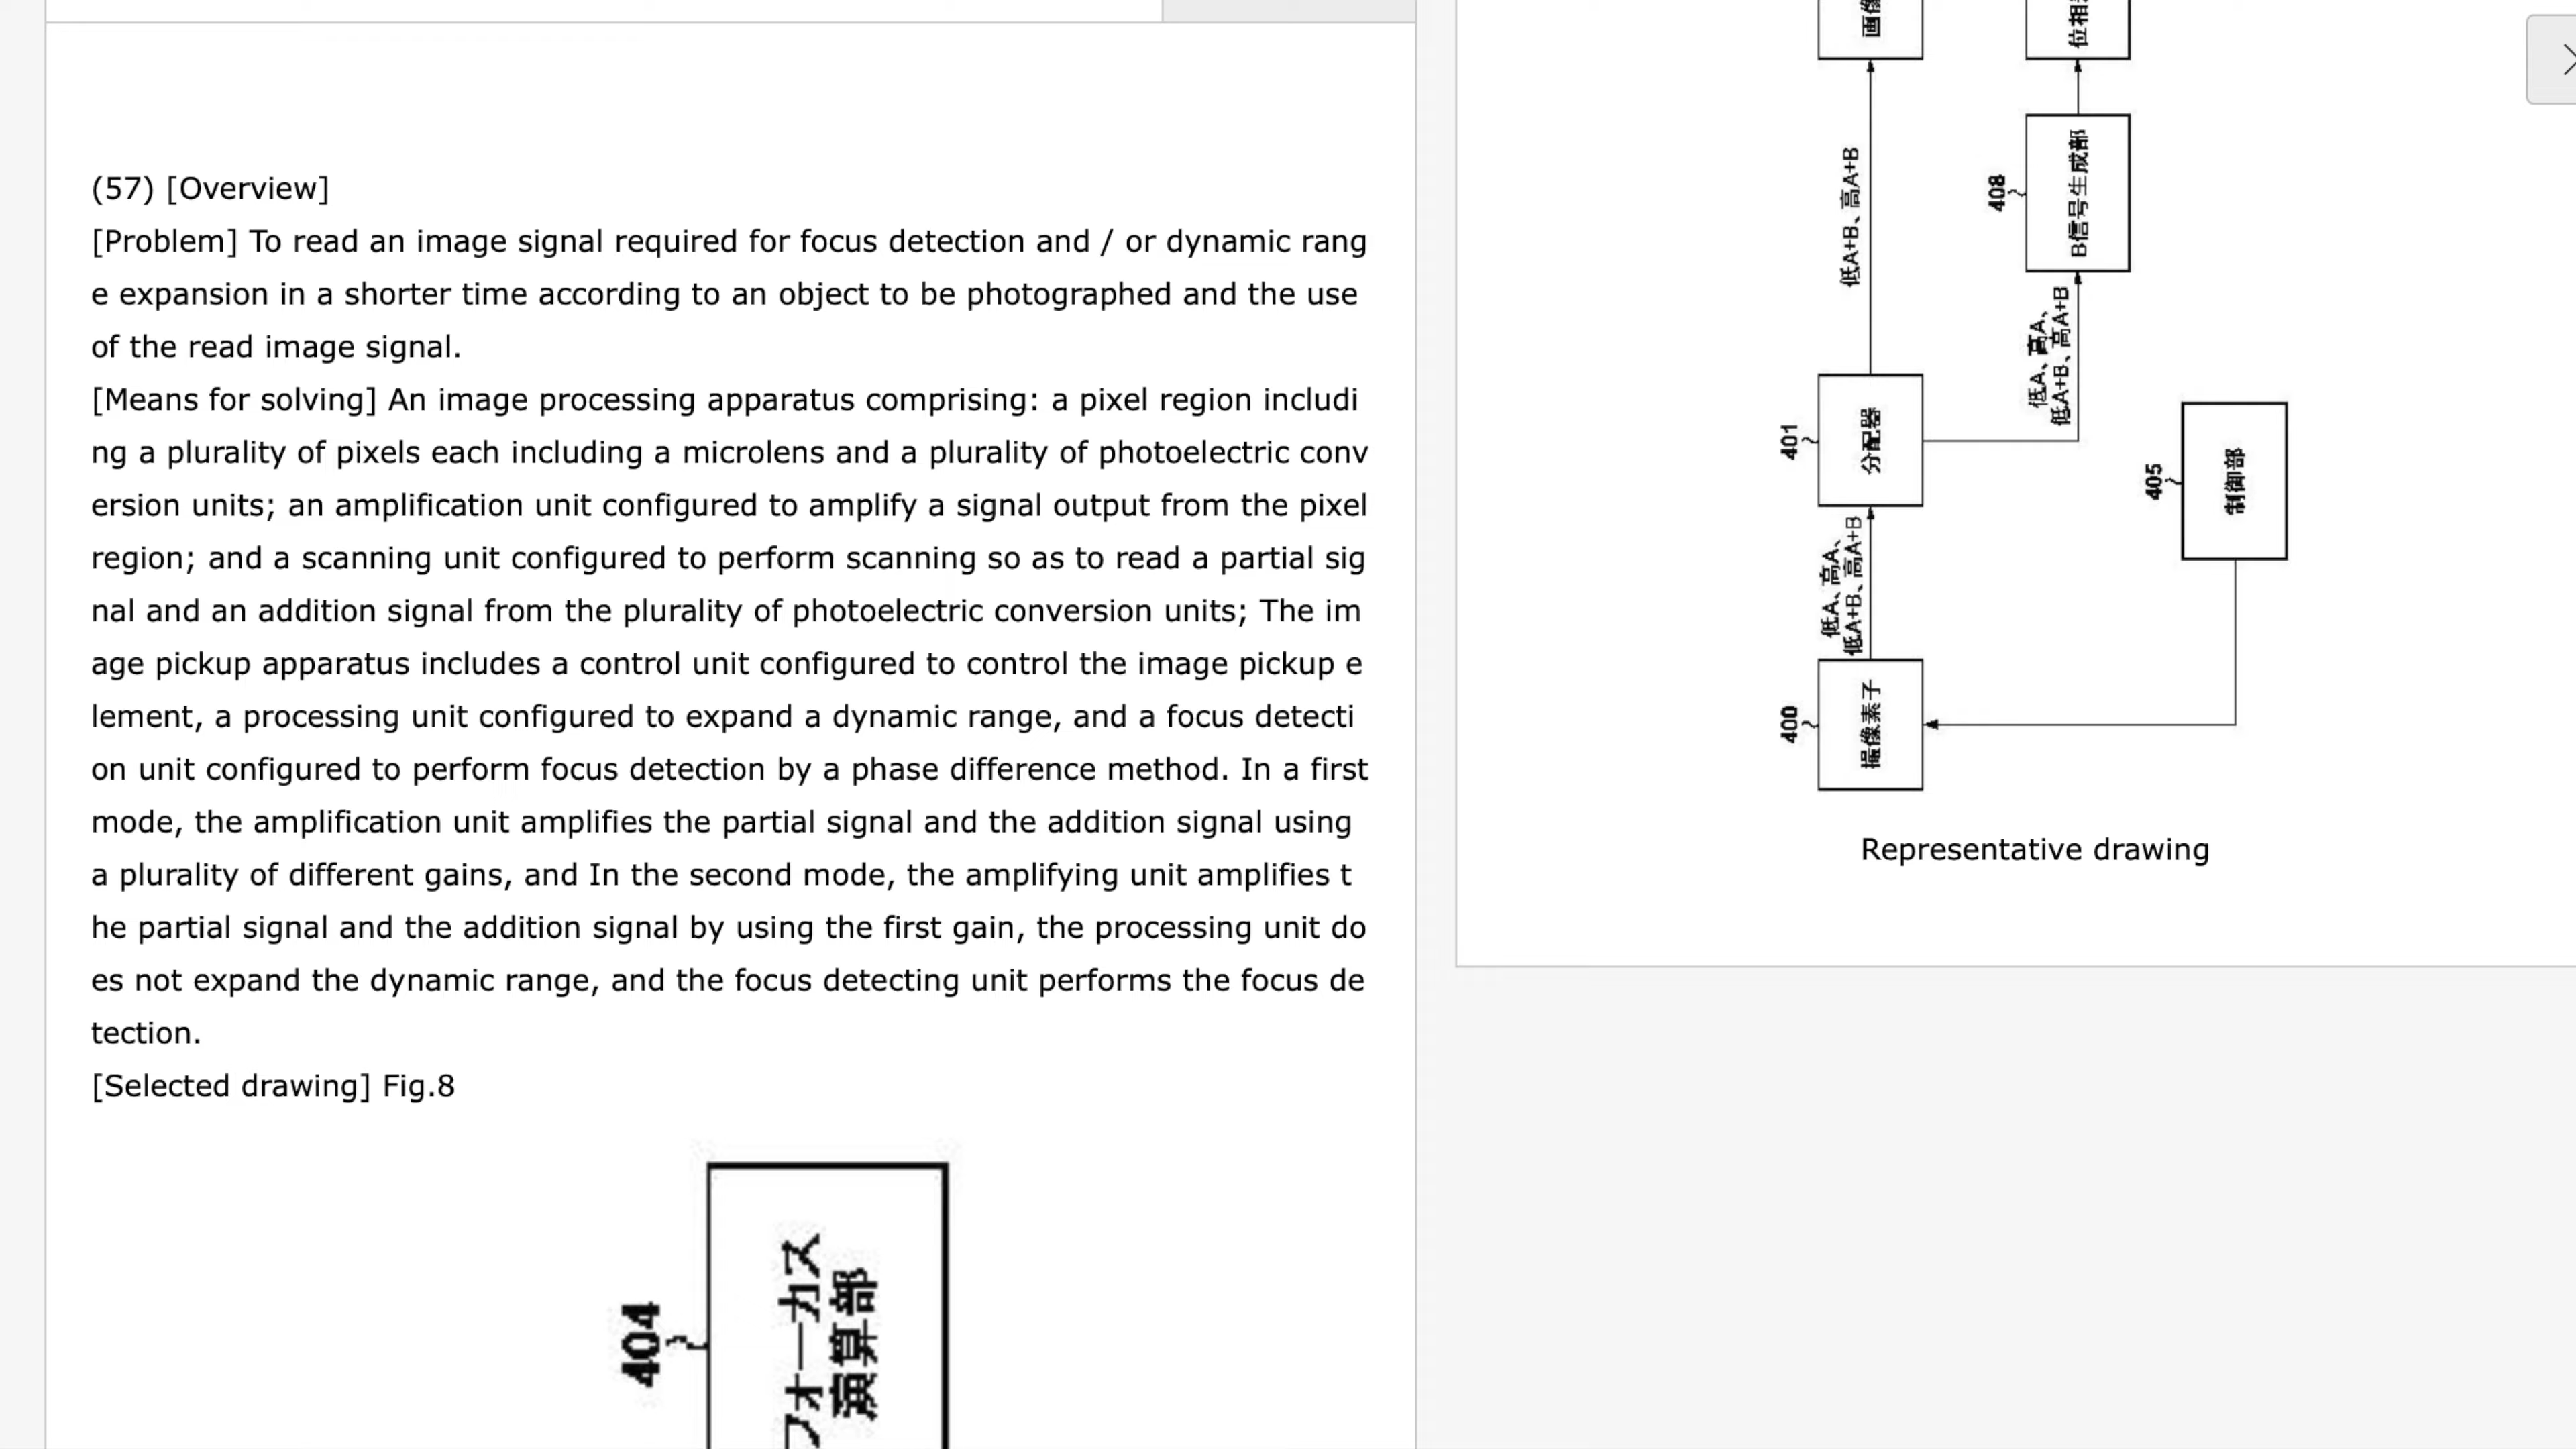 (57) [Overview]
[Problem] To read an image signal required for focus detection and / or dynamic rang
e expansion in a shorter time according to an object to be photographed and the use
of the read image signal.
[Means for solving] An image processing apparatus comprising: a pixel region includi
ng a plurality of pixels each including a microlens and a plurality of photoelectric conv
ersion units; an amplification unit configured to amplify a signal output from the pixel
region; and a scanning unit configured to perform scanning so as to read a partial sig
nal and an addition signal from the plurality of photoelectric conversion units; The im
age pickup apparatus includes a control unit configured to control the image pickup e
lement, a processing unit configured to expand a dynamic range, and a focus detecti
on unit configured to perform focus detection by a phase difference method. In a first
mode, the amplification unit amplifies the partial signal and the addition signal using
a plurality of different gains, and In the second mode, the amplifying unit amplifies t
he partial signal and the addition signal by using the first gain, the processing unit do
es not expand the dynamic range, and the focus detecting unit performs the focus de
tection.
[Selected drawing] Fig.8
404
フォーカス
演算部
画像
位相
低A+B、高A+B
408
B信号生成部
低A、高A、
低A+B、高A+B
401
分配器
405
制御部
低A、高A、
低A+B、高A+B
400
撮像素子
Representative drawing